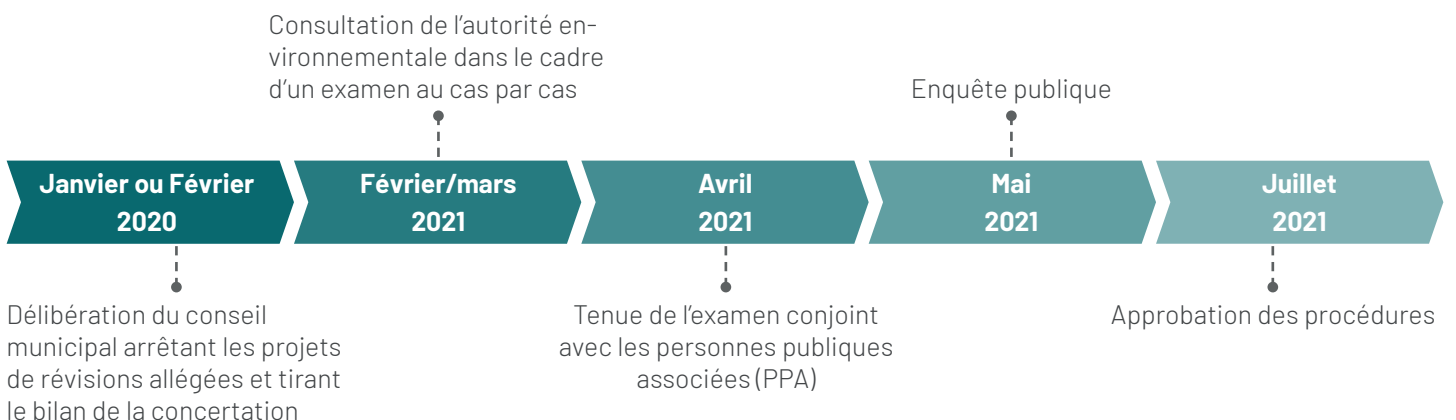 Consultation de l’autorité en-
vironnementale dans le cadre
d’un examen au cas par cas
Enquête publique
Janvier ou Février
2020
Février/mars
2021
Avril
2021
Mai
2021
Juillet
2021
Délibération du conseil
municipal arrêtant les projets
de révisions allégées et tirant
le bilan de la concertation
Tenue de l’examen conjoint
avec les personnes publiques
associées (PPA)
Approbation des procédures